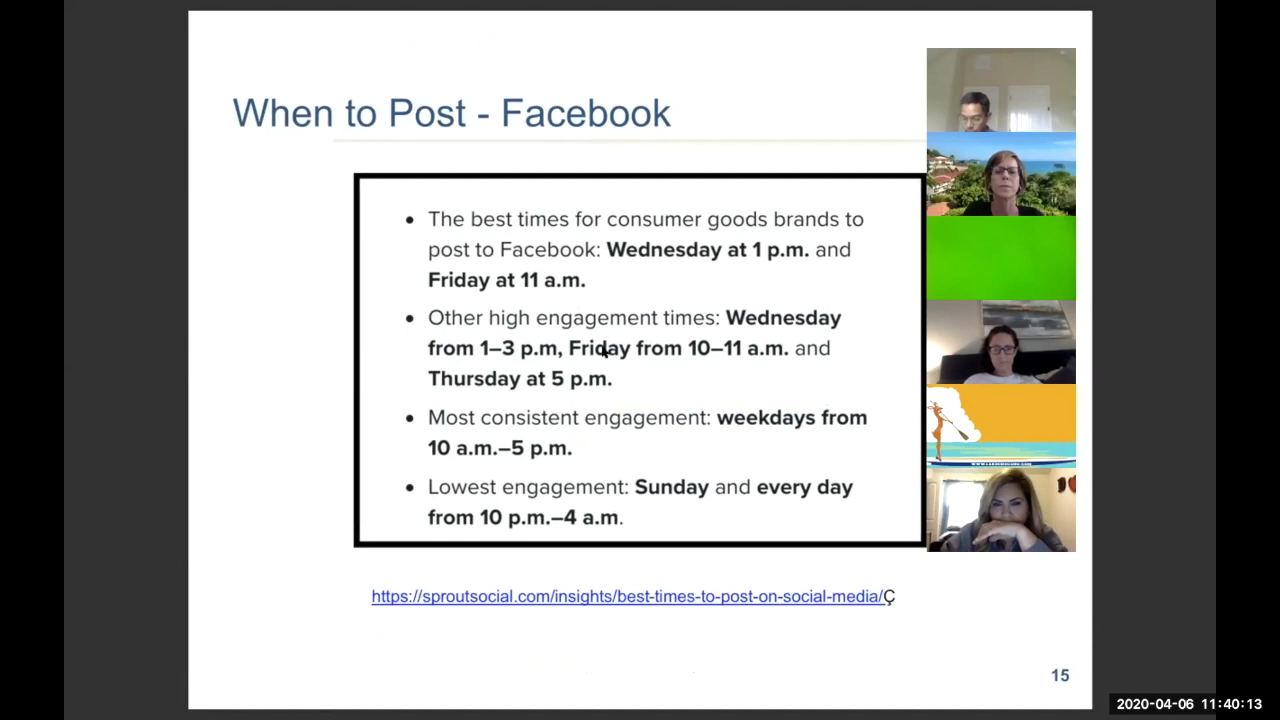 When to Post - Facebook
• The best times for consumer goods brands to
post to Facebook: Wednesday at 1 p.m. and
Friday at 11 a.m.
• Other high engagement times: Wednesday
from 1–3 p.m, Friday from 10–11 a.m. and
Thursday at 5 p.m.
• Most consistent engagement: weekdays from
10 a.m.–5 p.m.
• Lowest engagement: Sunday and every day
from 10 p.m.–4 a.m.
https://sproutsocial.com/insights/best-times-to-post-on-social-media/Ç
15
2020-04-06 11:40:13